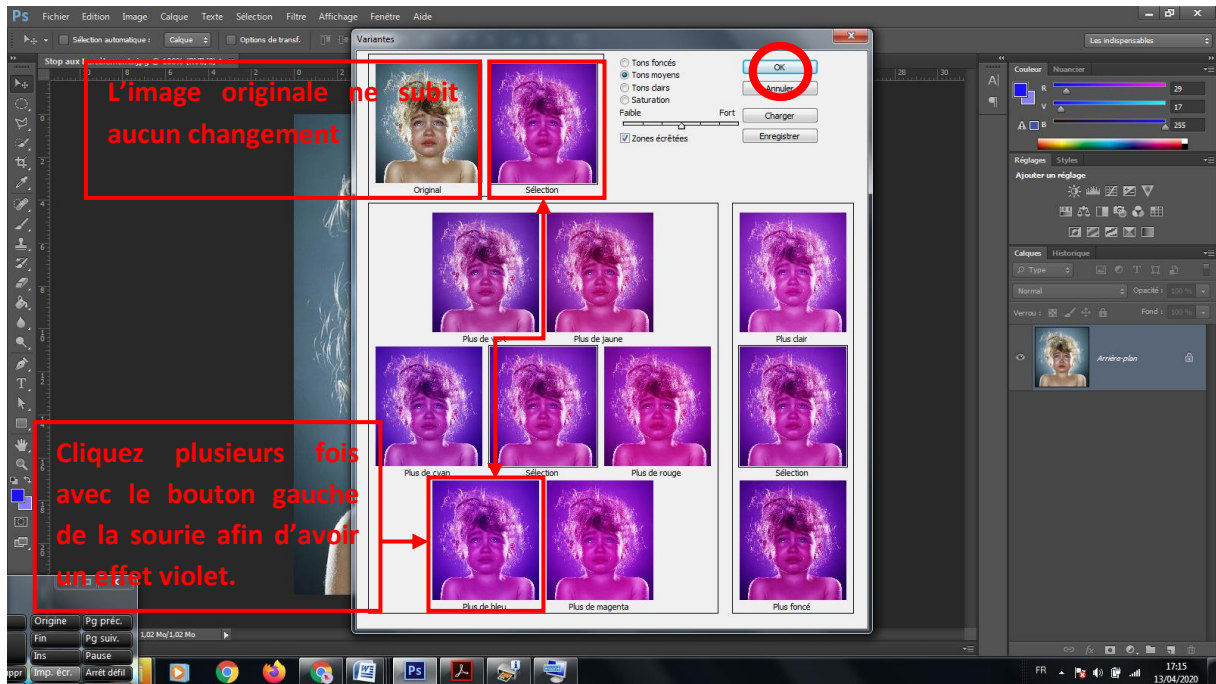 Ps Fichier Edition Image Calque Texte Sélection Filtre Affichage Fenêtre Aide
Sélection automatique : Calque Options de transf. Les indispensables
Variantes
L'image originale ne subit
aucun changement
Original
Sélection
Tons foncés
Tons moyens
Tons clairs
Saturation
Faible Fort
Zones écrêtées
OK
Annuler
Charger
Enregistrer
Plus de vert
Plus de jaune
Plus clair
Plus de cyan
Sélection
Plus de rouge
Sélection
Plus de bleu
Plus de magenta
Plus foncé
Cliquez plusieurs fois
avec le bouton gauche
de la sourie afin d'avoir
un effet violet.
Couleur Nuancier
R 29
V 17
B 255
Réglages Styles
Ajouter un réglage
Calques Historique
Type
Normal Opacité : 100 %
Verrou : Fond : 100 %
Arrière-plan
1,02 Mo/1,02 Mo
Origine Pg préc.
Fin Pg suiv.
Ins Pause
Imp. écr. Arrêt défil
Ps
FR 17:15
13/04/2020